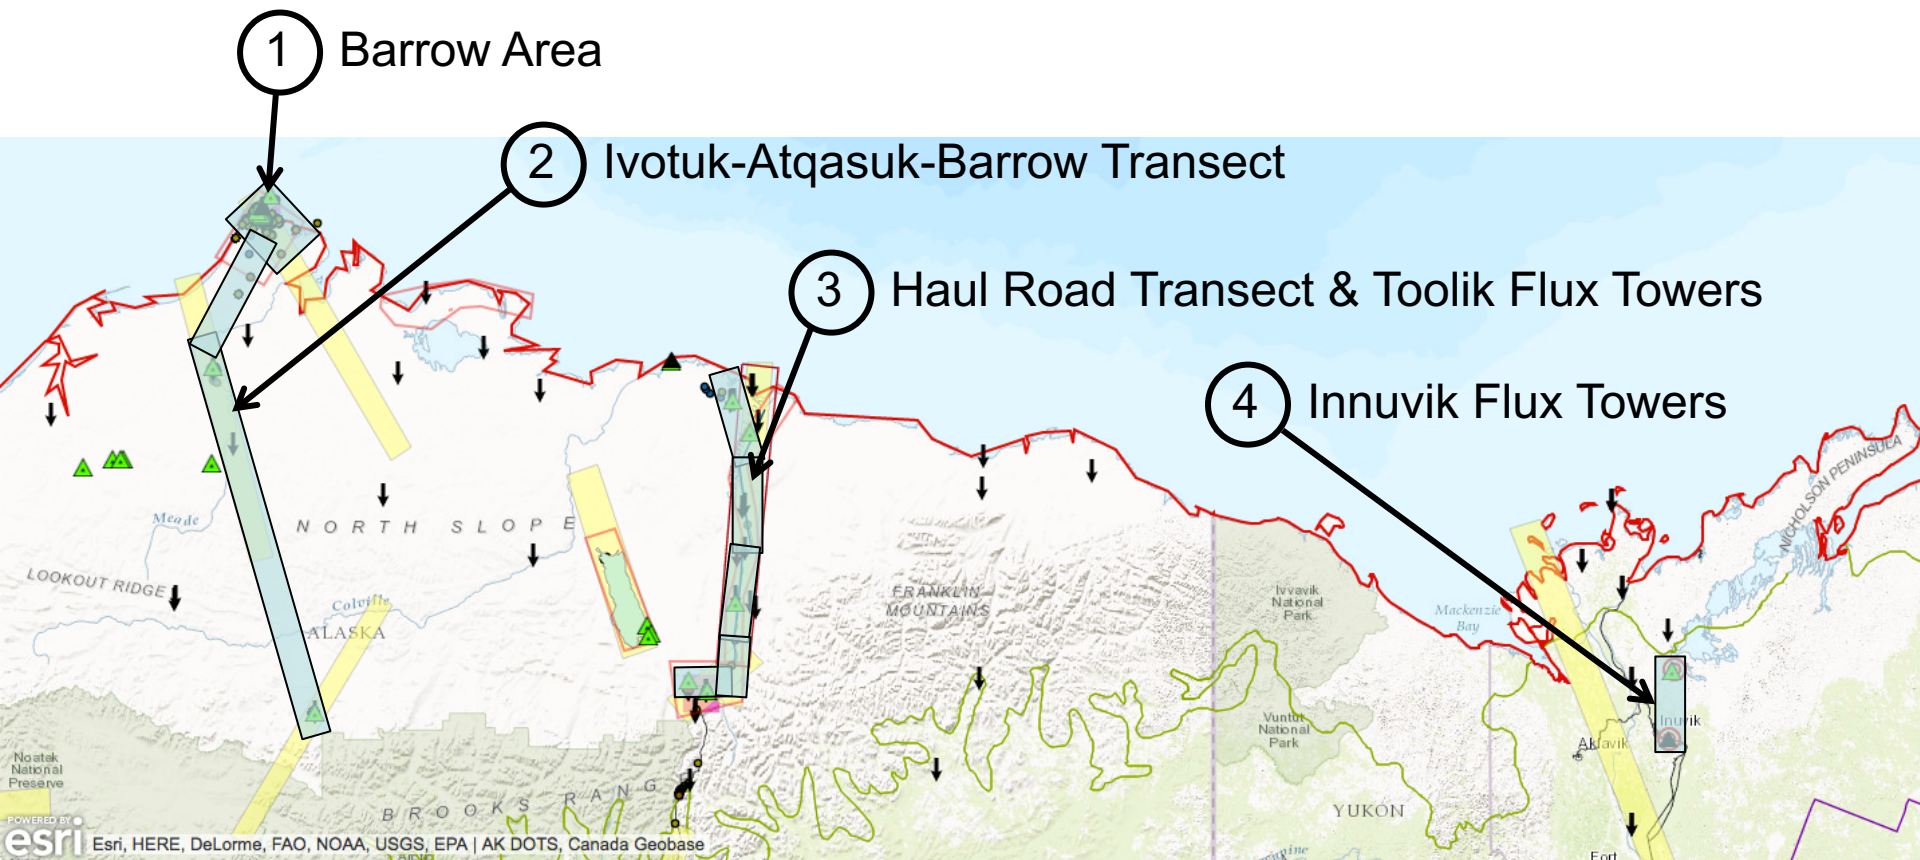 1 Barrow Area
2 Ivotuk-Atqasuk-Barrow Transect
3 Haul Road Transect & Toolik Flux Towers
4 Innuvik Flux Towers
NICHOLSON PENINSULA
Meade
NORTH SLOPE
LOOKOUT RIDGE
Colville
ALASKA
FRANKLIN
MOUNTAINS
Ivvavik
National
Park
Mackenzie
Bay
Vuntut
National
Park
Inuvik
Aklavik
Noatak
National
Preserve
BROOKS RANG
YUKON
POWERED BY
esri
Esri, HERE, DeLorme, FAO, NOAA, USGS, EPA | AK DOTS, Canada Geobase
Fort